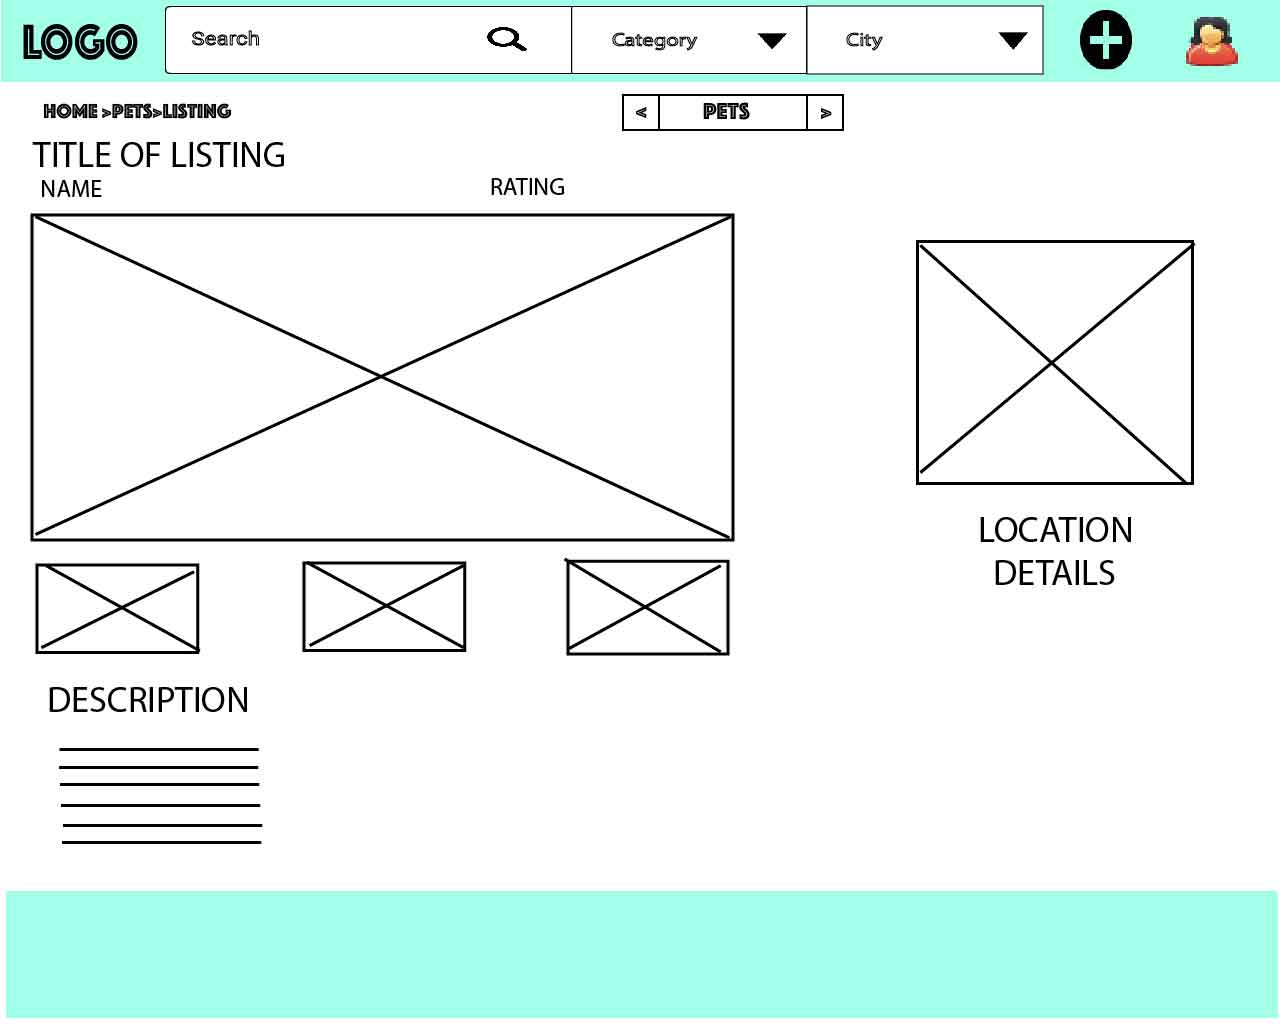 LOGO
Search
Category
City
HOME >PETS>LISTING
< PETS >
TITLE OF LISTING
NAME
RATING
LOCATION
DETAILS
DESCRIPTION